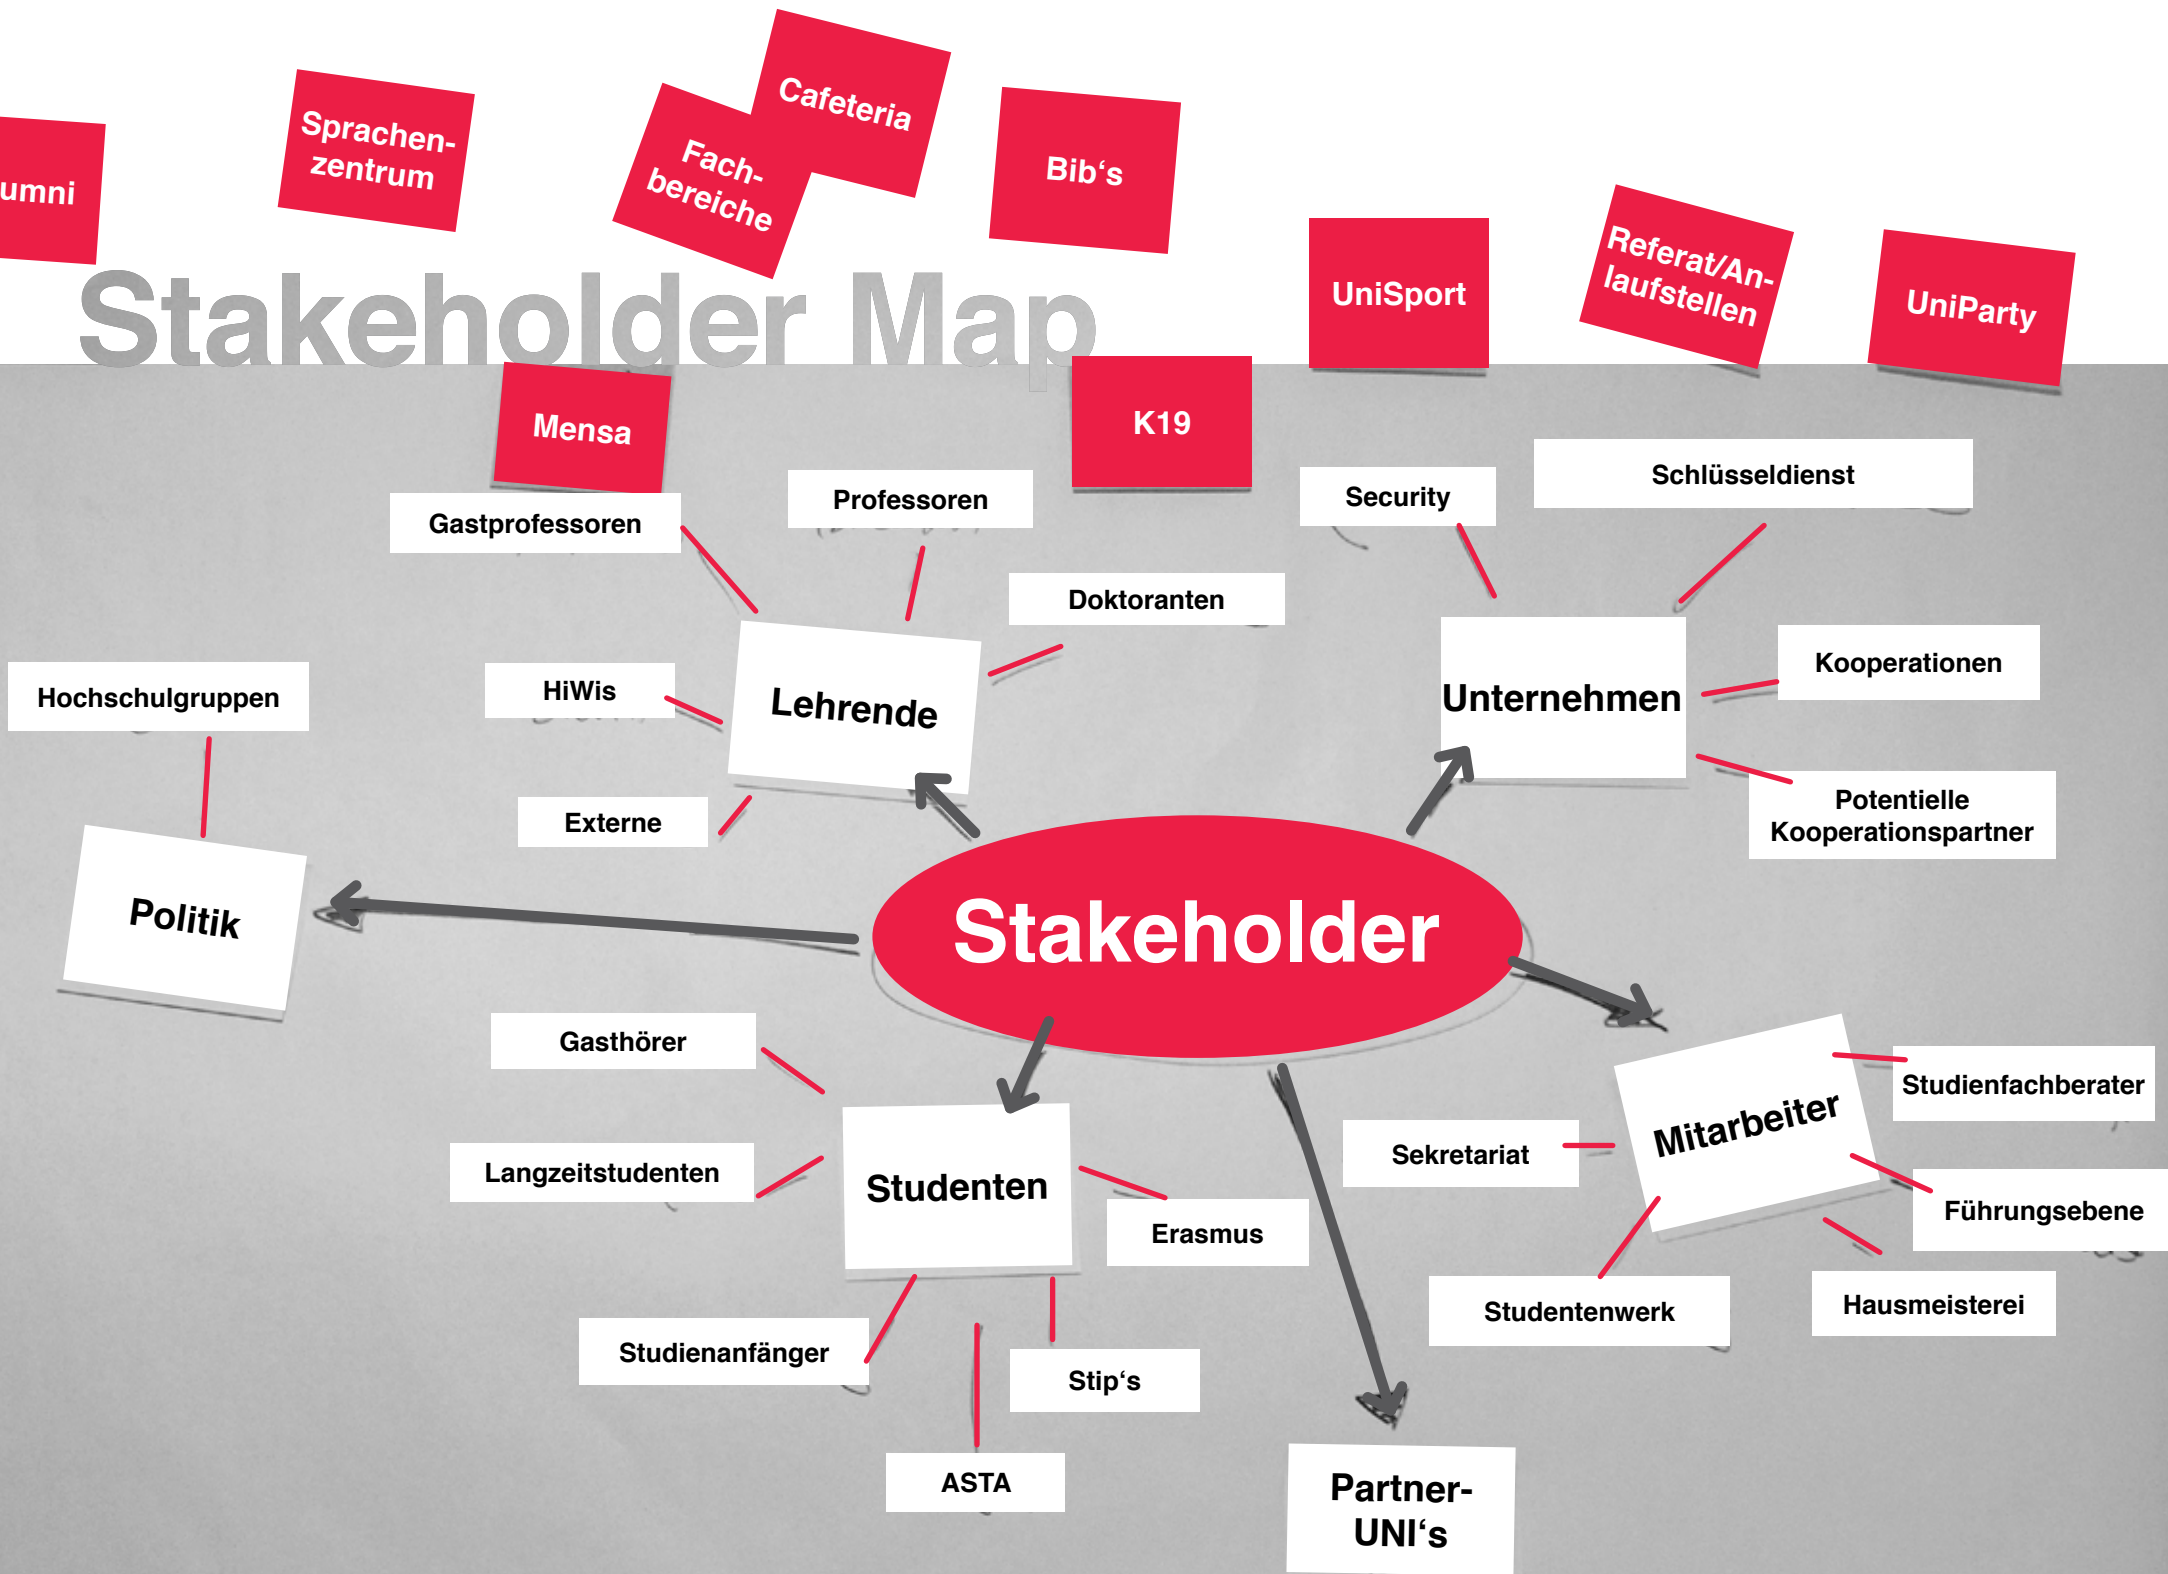 Cafeteria
Sprachen-
zentrum
Fach-
bereiche
Bib‘s
umni
Referat/An-
laufstellen
UniSport
UniParty
Stakeholder Map
Mensa
K19
Schlüsseldienst
Security
Professoren
Gastprofessoren
Doktoranten
Kooperationen
HiWis
Lehrende
Unternehmen
Hochschulgruppen
Potentielle
Kooperationspartner
Externe
Politik
Stakeholder
Gasthörer
Studienfachberater
Mitarbeiter
Sekretariat
Langzeitstudenten
Studenten
Führungsebene
Erasmus
Hausmeisterei
Studentenwerk
Studienanfänger
Stip‘s
ASTA
Partner-
UNI‘s